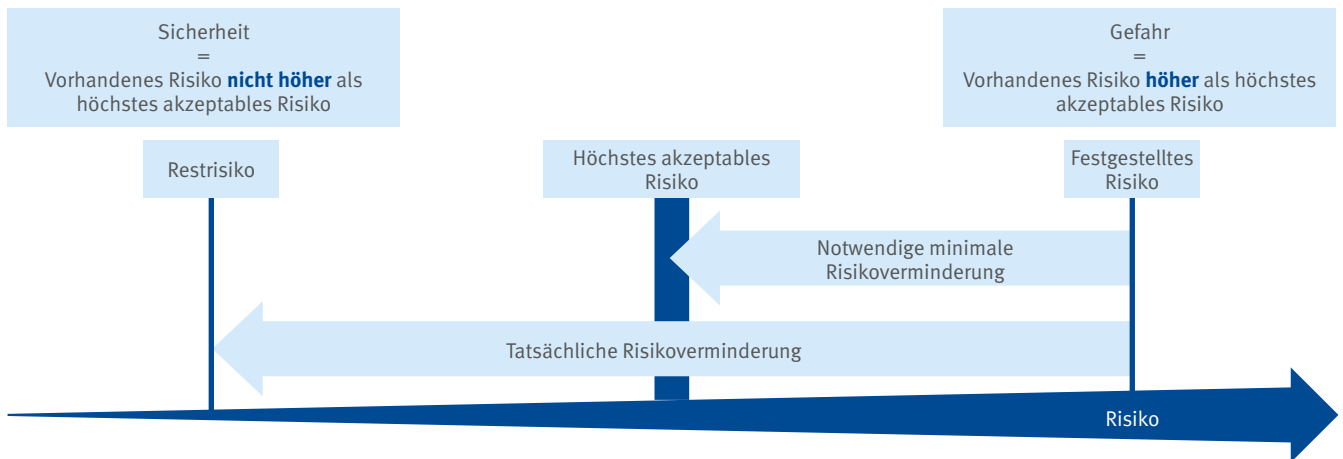 Sicherheit
=
Vorhandenes Risiko nicht höher als
höchstes akzeptables Risiko
Gefahr
=
Vorhandenes Risiko höher als höchstes
akzeptables Risiko
Restrisiko
Höchstes akzeptables
Risiko
Festgestelltes
Risiko
Notwendige minimale
Risikoverminderung
Tatsächliche Risikoverminderung
Risiko